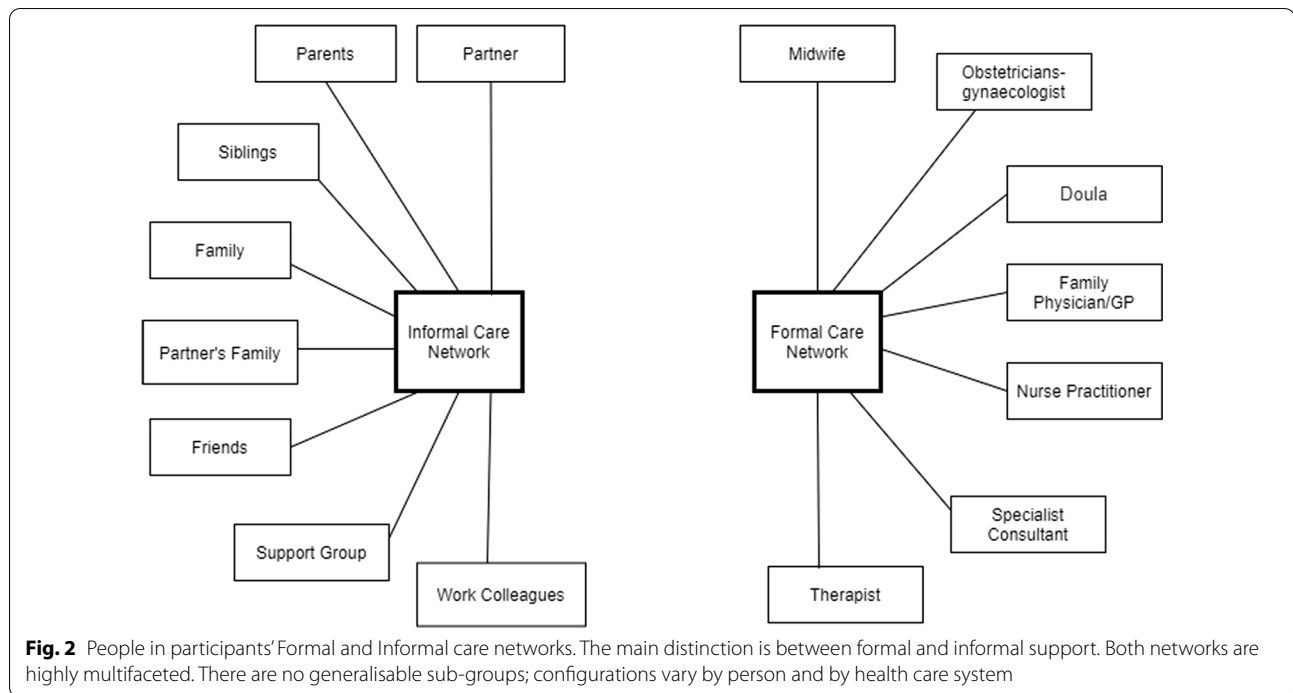 Parents
Partner
Midwife
Obstetricians-
gynaecologist
Siblings
Doula
Family
Family
Physician/GP
Informal Care
Network
Formal Care
Network
Partner's Family
Nurse Practitioner
Friends
Specialist
Consultant
Support Group
Work Colleagues
Therapist
Fig. 2 People in participants' Formal and Informal care networks. The main distinction is between formal and informal support. Both networks are
highly multifaceted. There are no generalisable sub-groups; configurations vary by person and by health care system